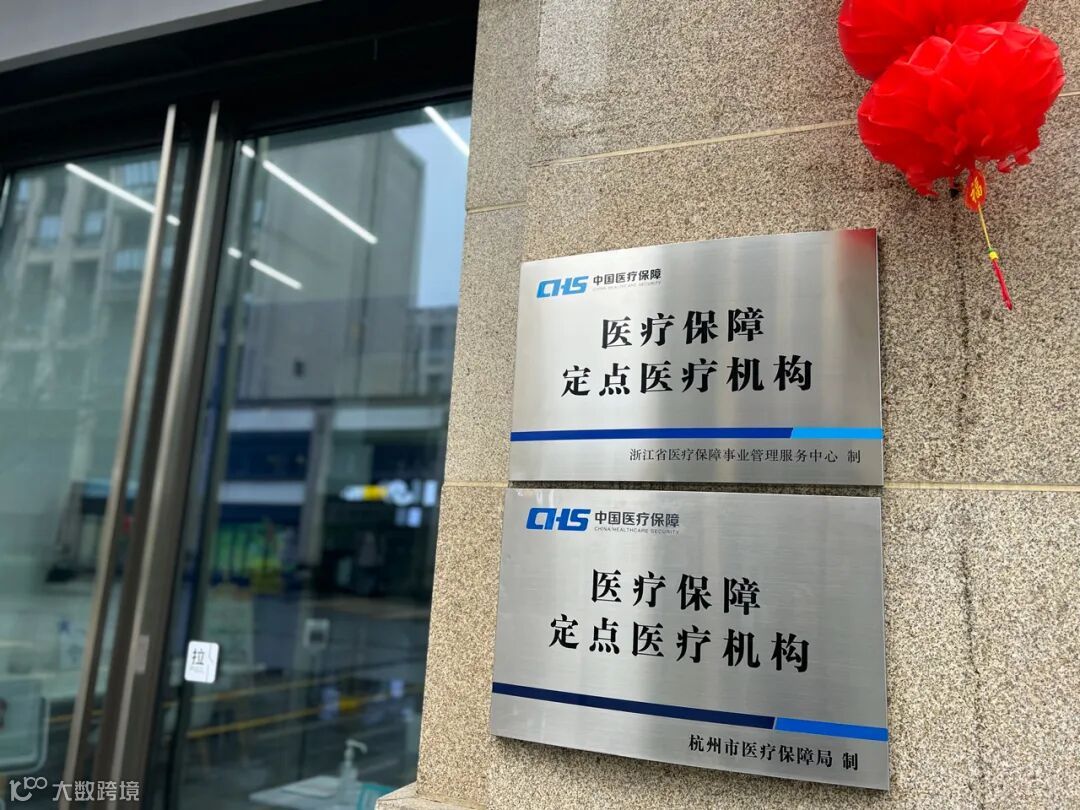 福
CHS 中国医疗保障
CHINA HEALTHCARE SECURITY
医疗保障
定点医疗机构
浙江省医疗保障事业管理服务中心 制
CHS 中国医疗保障
CHINA HEALTHCARE SECURITY
医疗保障
定点医疗机构
杭州市医疗保障局 制
拉
大数跨境